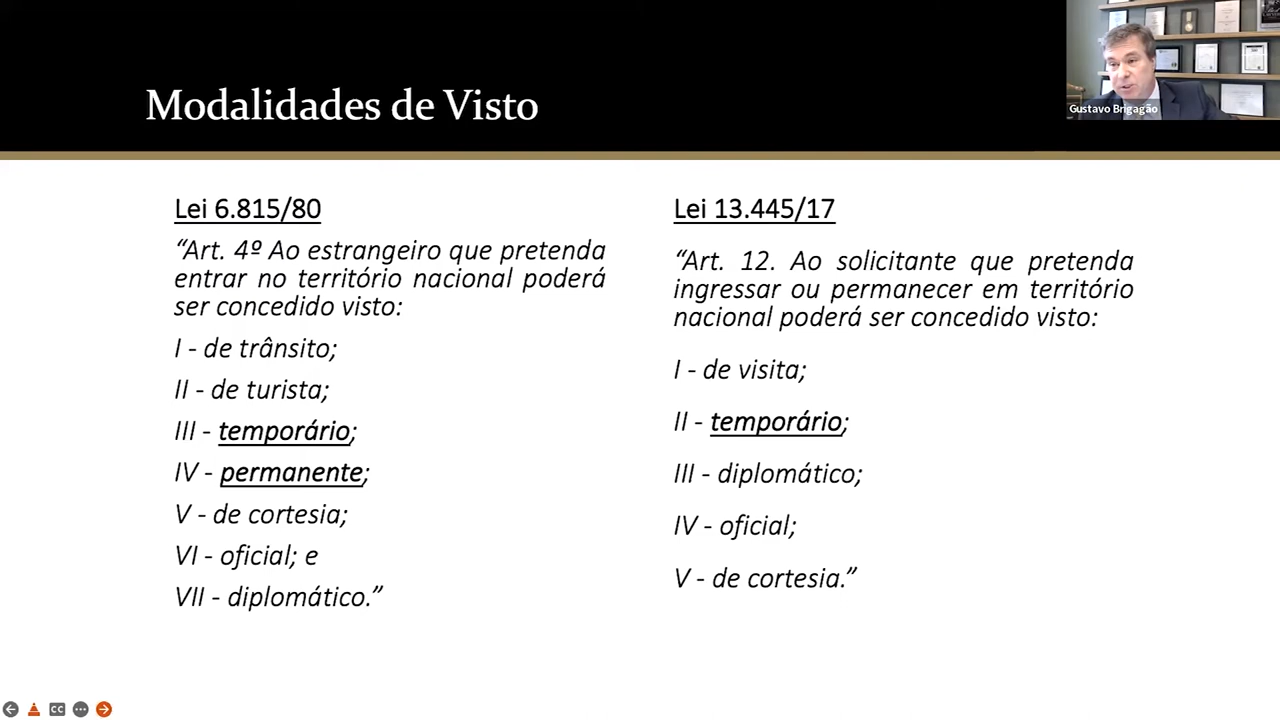 Modalidades de Visto
Gustavo Brigagão
Lei 6.815/80
“Art. 4º Ao estrangeiro que pretenda
entrar no território nacional poderá
ser concedido visto:
I - de trânsito;
II - de turista;
III - temporário;
IV - permanente;
V - de cortesia;
VI - oficial; e
VII - diplomático.”
Lei 13.445/17
“Art. 12. Ao solicitante que pretenda
ingressar ou permanecer em território
nacional poderá ser concedido visto:
I - de visita;
II - temporário;
III - diplomático;
IV - oficial;
V - de cortesia.”
CC